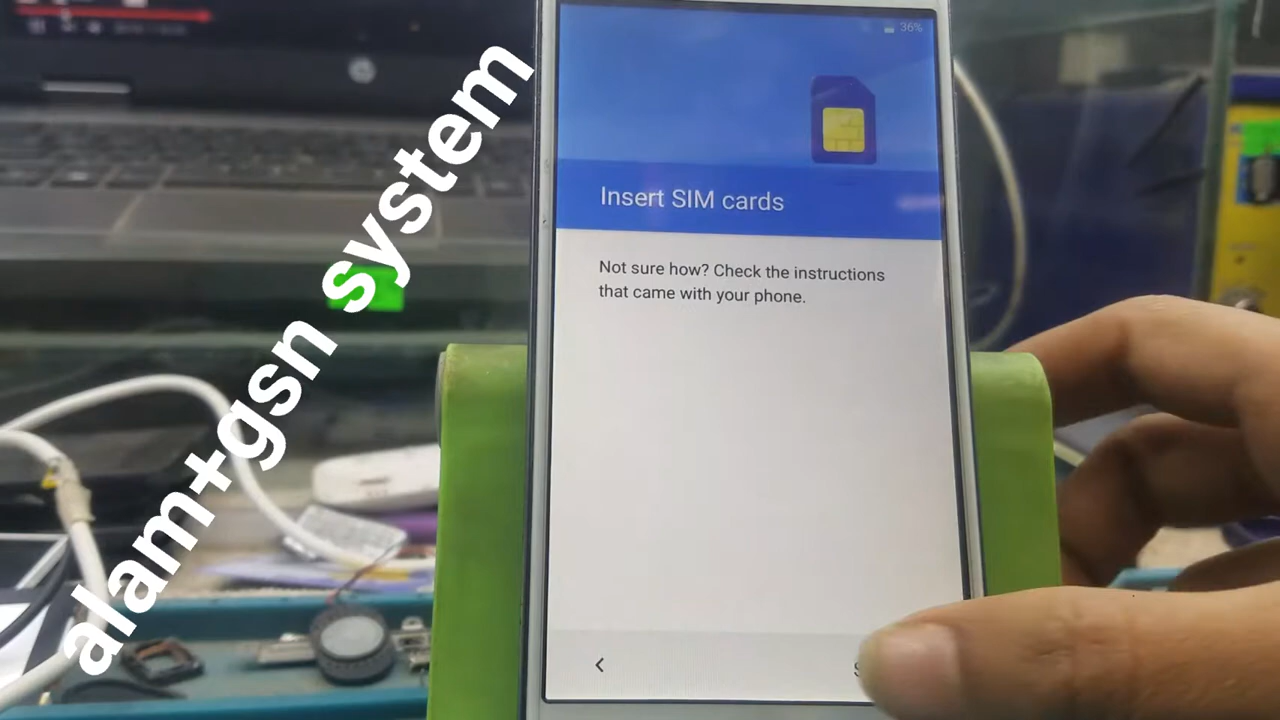 36%
Insert SIM cards
Not sure how? Check the instructions
that came with your phone.
alam+gsn system